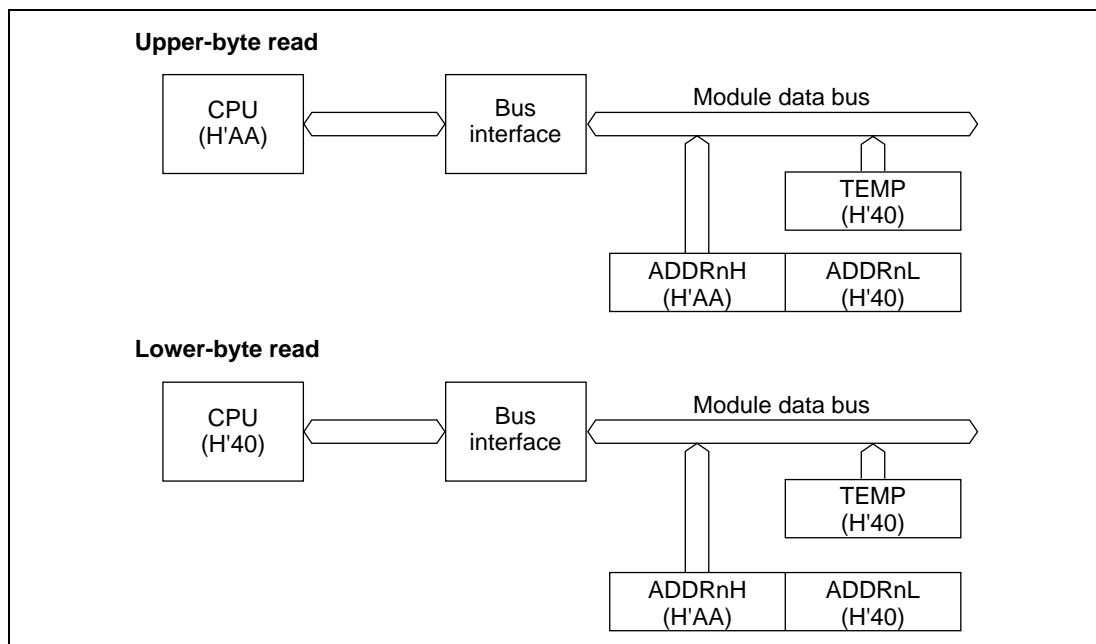 Upper-byte read
CPU
(H'AA)
Bus
interface
Module data bus
TEMP
(H'40)
ADDRnH
(H'AA)
ADDRnL
(H'40)
Lower-byte read
CPU
(H'40)
Bus
interface
Module data bus
TEMP
(H'40)
ADDRnH
(H'AA)
ADDRnL
(H'40)